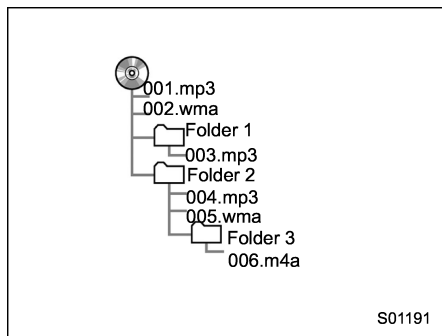 001.mp3
002.wma
Folder 1
003.mp3
Folder 2
004.mp3
005.wma
Folder 3
006.m4a
S01191